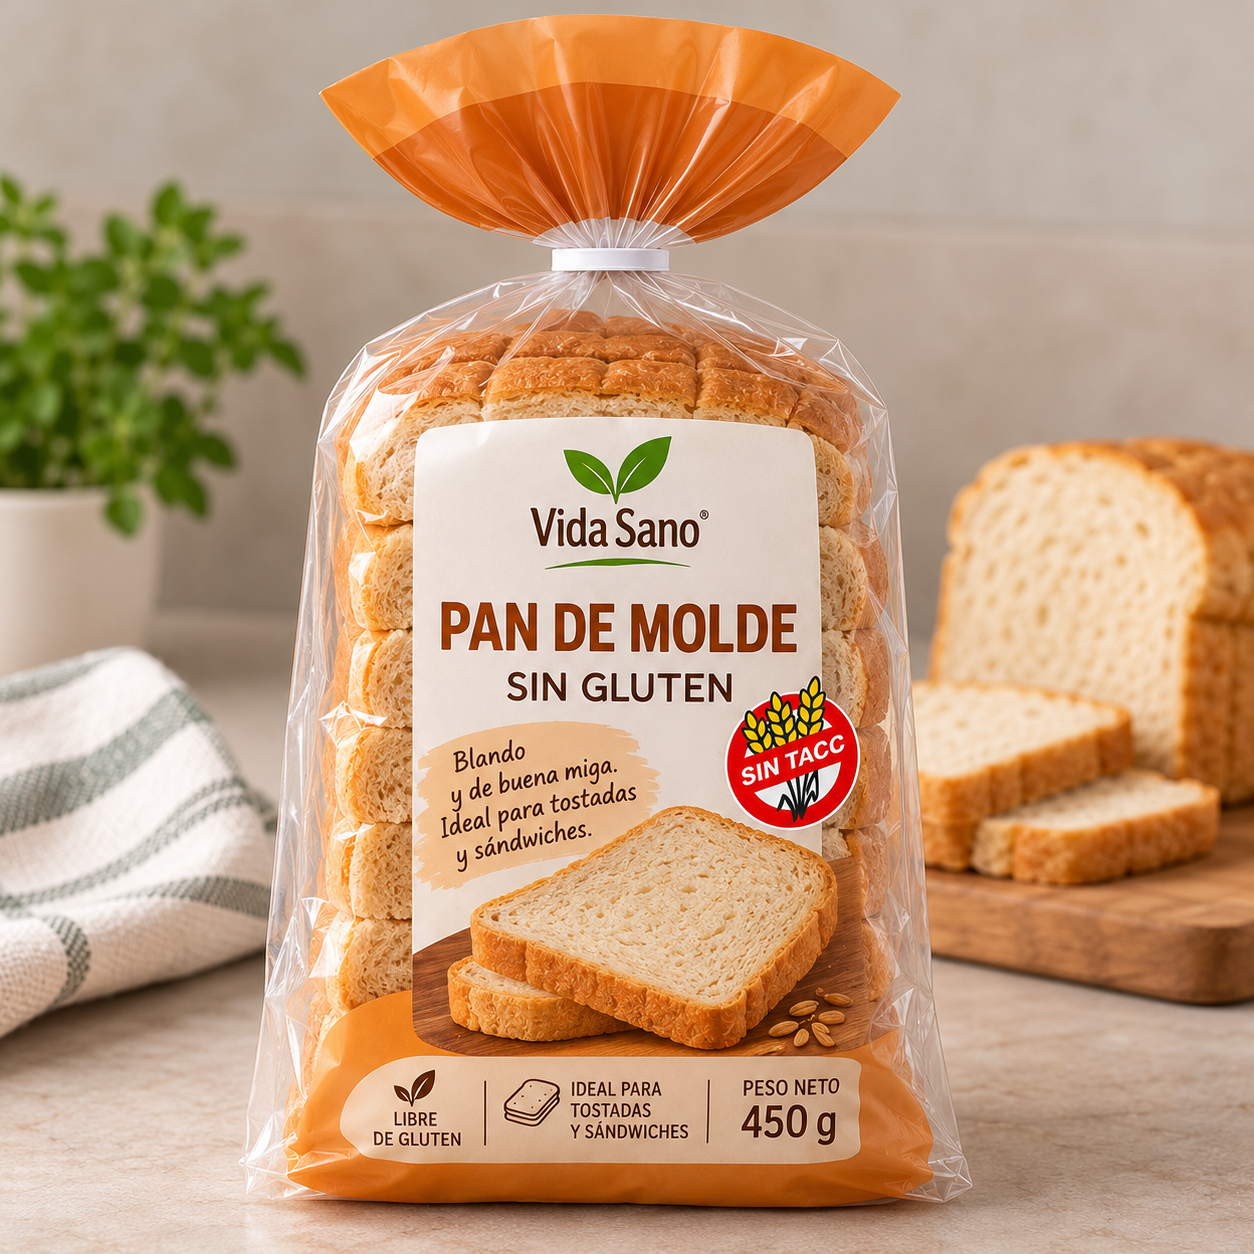 Vida Sano®
PAN DE MOLDE
SIN GLUTEN
Blando
y de buena miga.
Ideal para tostadas
y sándwiches.
SIN TACC
LIBRE
DE GLUTEN
IDEAL PARA
TOSTADAS
Y SÁNDWICHES
PESO NETO
450 g